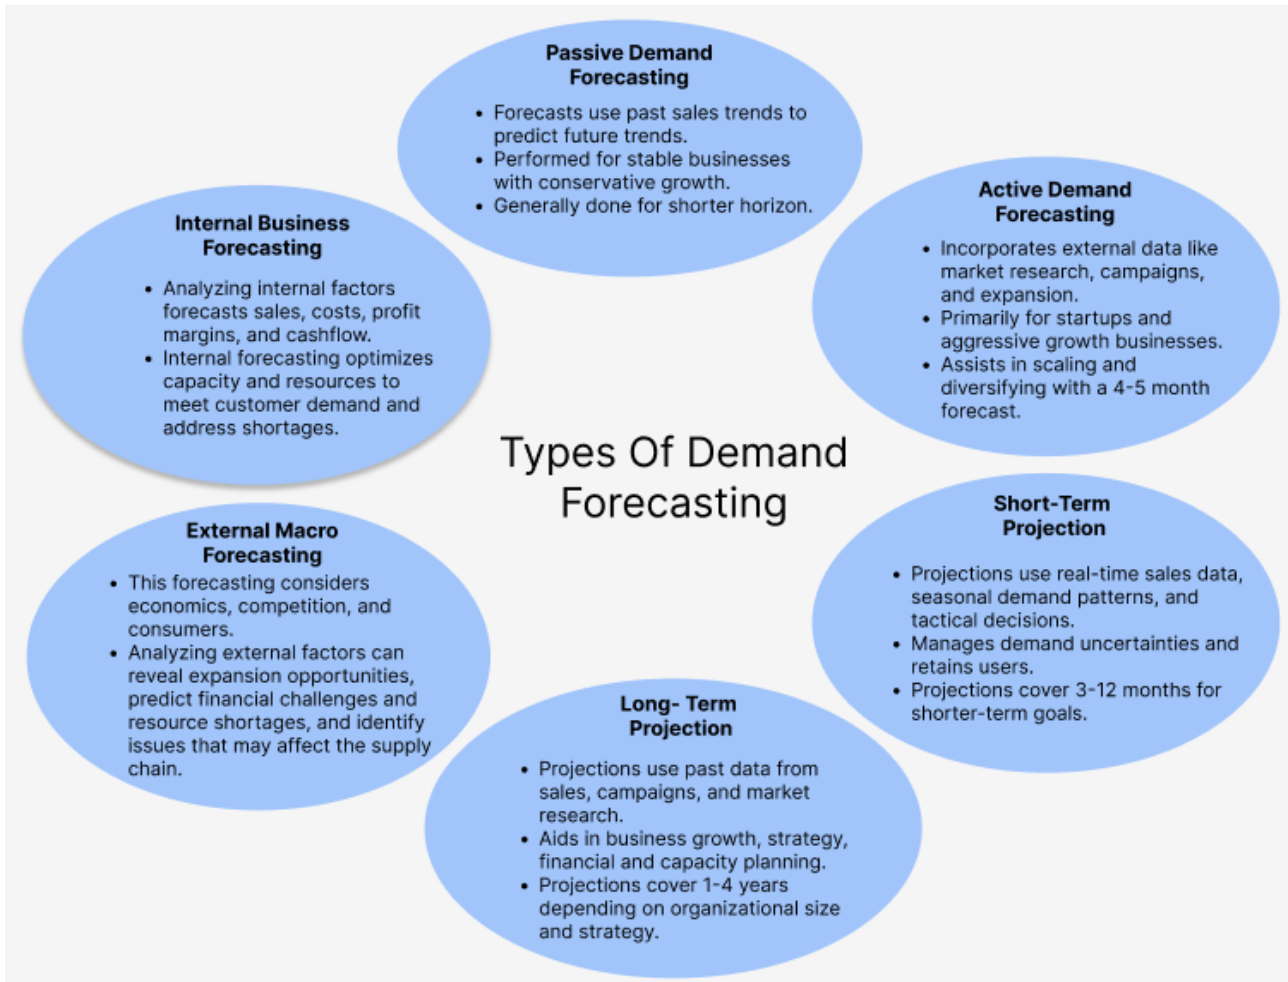 Passive Demand
Forecasting
• Forecasts use past sales trends to
predict future trends.
• Performed for stable businesses
with conservative growth.
• Generally done for shorter horizon.
Active Demand
Forecasting
• Incorporates external data like
market research, campaigns,
and expansion.
• Primarily for startups and
aggressive growth businesses.
• Assists in scaling and
diversifying with a 4-5 month
forecast.
Internal Business
Forecasting
• Analyzing internal factors
forecasts sales, costs, profit
margins, and cashflow.
• Internal forecasting optimizes
capacity and resources to
meet customer demand and
address shortages.
Types Of Demand
Forecasting
Short-Term
Projection
• Projections use real-time sales data,
seasonal demand patterns, and
tactical decisions.
• Manages demand uncertainties and
retains users.
• Projections cover 3-12 months for
shorter-term goals.
External Macro
Forecasting
• This forecasting considers
economics, competition, and
consumers.
• Analyzing external factors can
reveal expansion opportunities,
predict financial challenges and
resource shortages, and identify
issues that may affect the supply
chain.
Long- Term
Projection
• Projections use past data from
sales, campaigns, and market
research.
• Aids in business growth, strategy,
financial and capacity planning.
• Projections cover 1-4 years
depending on organizational size
and strategy.